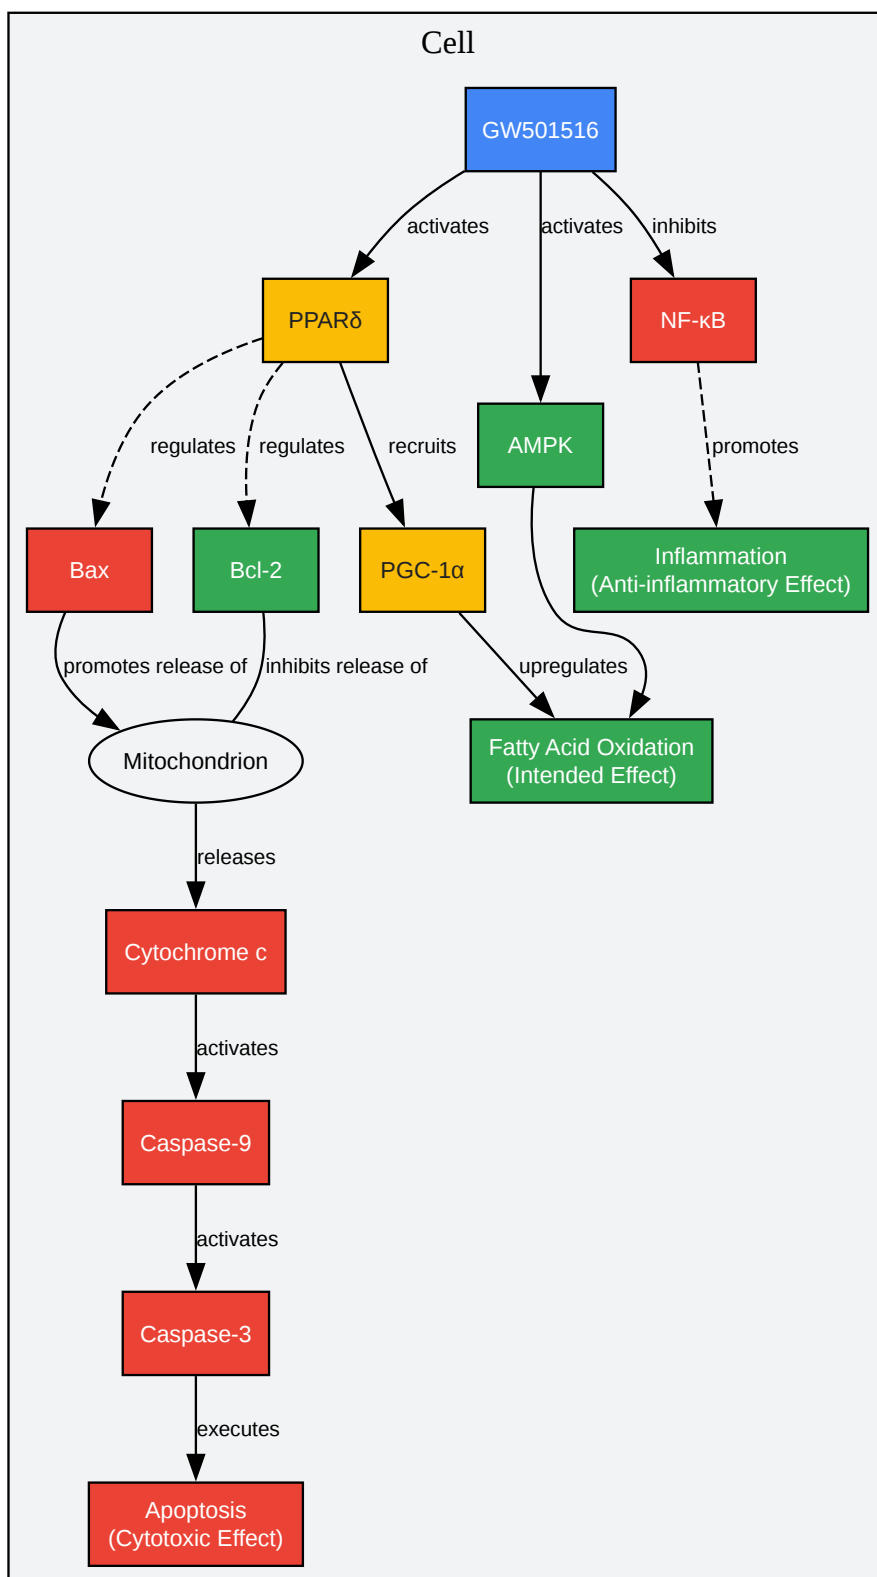 Cell
GW501516
activates
activates
inhibits
PPARδ
NF-κB
AMPK
regulates
regulates
recruits
promotes
Bax
Bcl-2
PGC-1α
Inflammation
(Anti-inflammatory Effect)
promotes release of
inhibits release of
upregulates
Mitochondrion
Fatty Acid Oxidation
(Intended Effect)
releases
Cytochrome c
activates
Caspase-9
activates
Caspase-3
executes
Apoptosis
(Cytotoxic Effect)